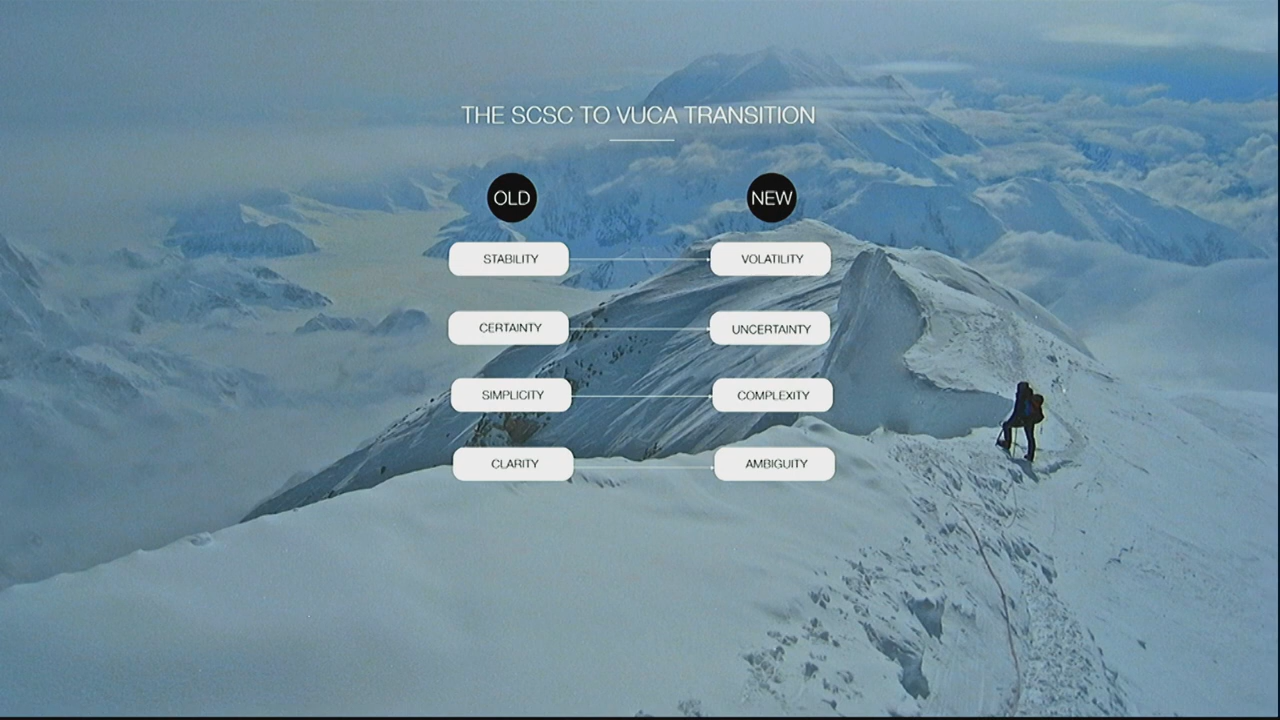 THE SCSC TO VUCA TRANSITION
OLD NEW
STABILITY VOLATILITY
CERTAINTY UNCERTAINTY
SIMPLICITY COMPLEXITY
CLARITY AMBIGUITY